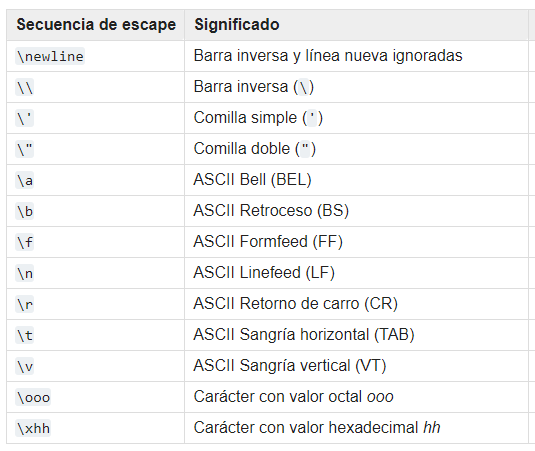 Secuencia de escape Significado
\newline Barra inversa y línea nueva ignoradas
\\ Barra inversa (\)
\' Comilla simple (')
\" Comilla doble (")
\a ASCII Bell (BEL)
\b ASCII Retroceso (BS)
\f ASCII Formfeed (FF)
\n ASCII Linefeed (LF)
\r ASCII Retorno de carro (CR)
\t ASCII Sangría horizontal (TAB)
\v ASCII Sangría vertical (VT)
\ooo Carácter con valor octal ooo
\xhh Carácter con valor hexadecimal hh